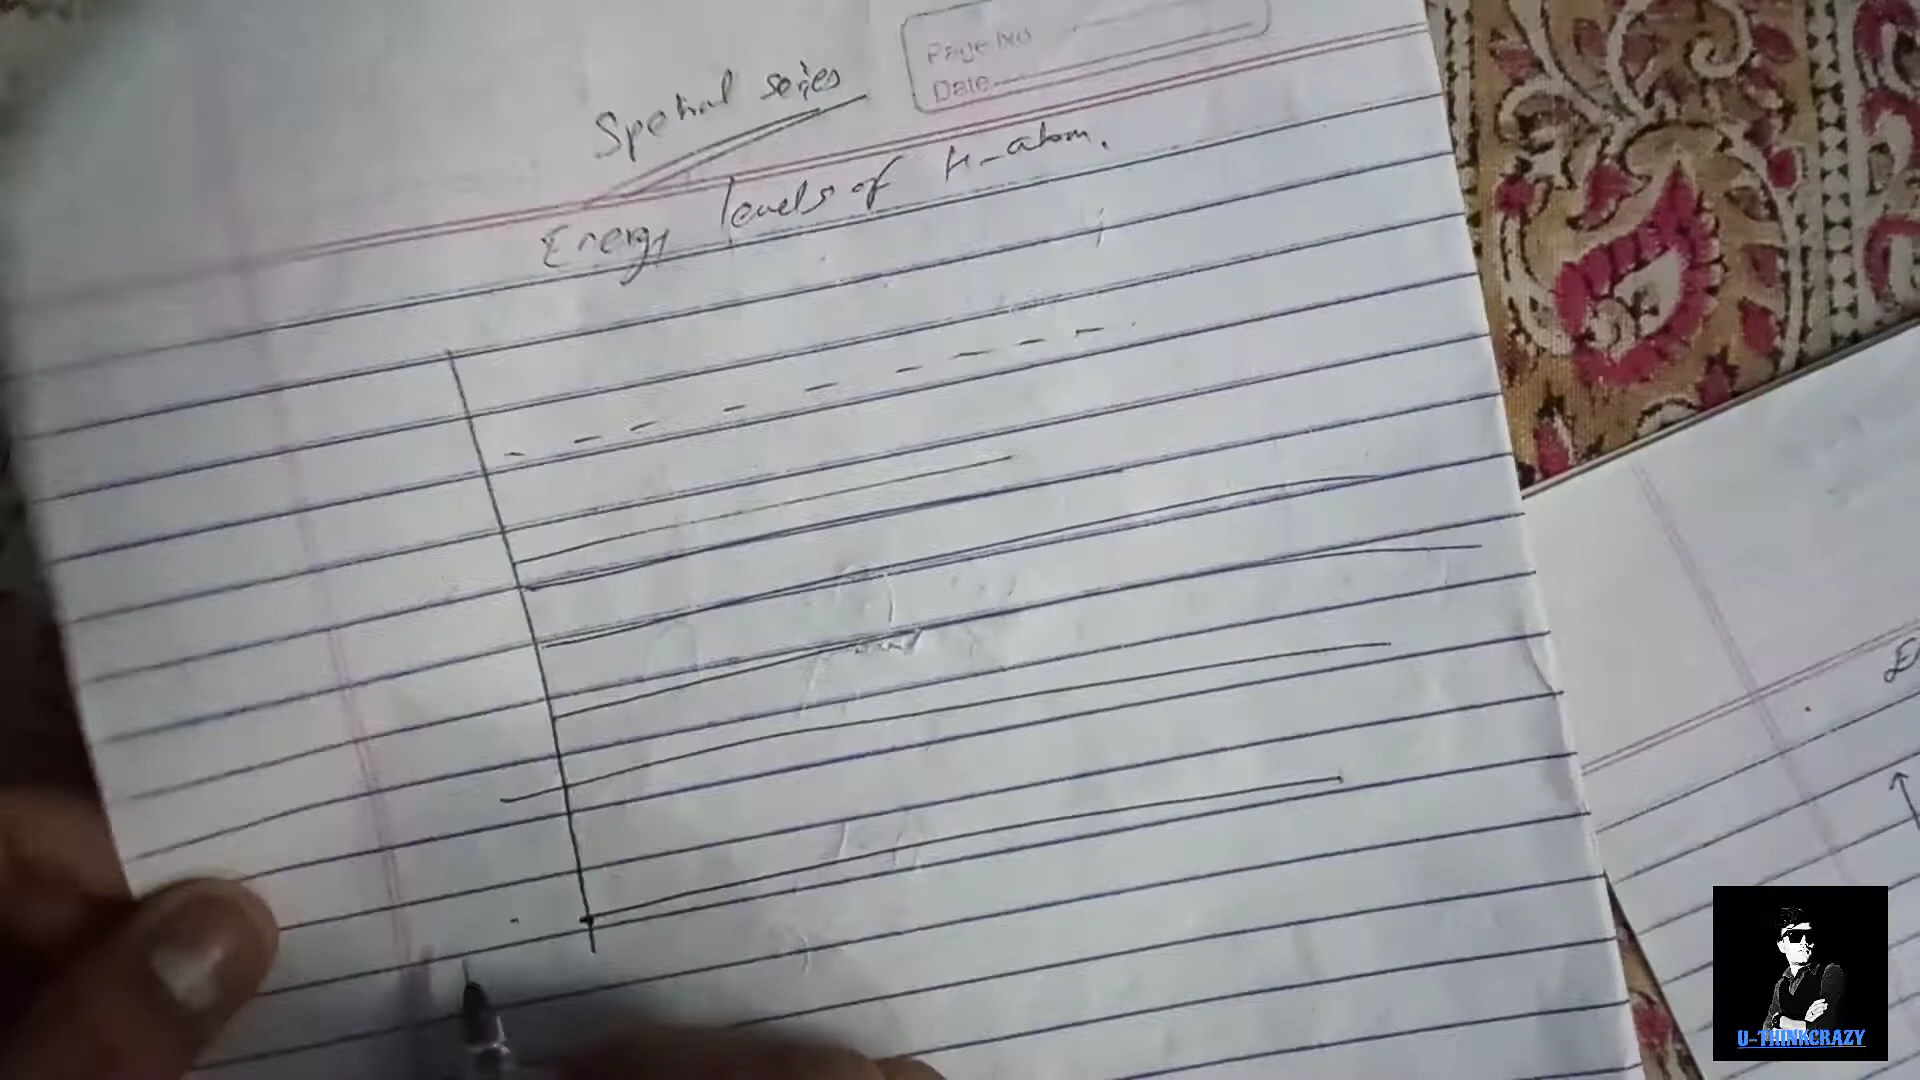 Page No
Date
Spectral series
Energy levels of H-atom.
U-THINKCRAZY